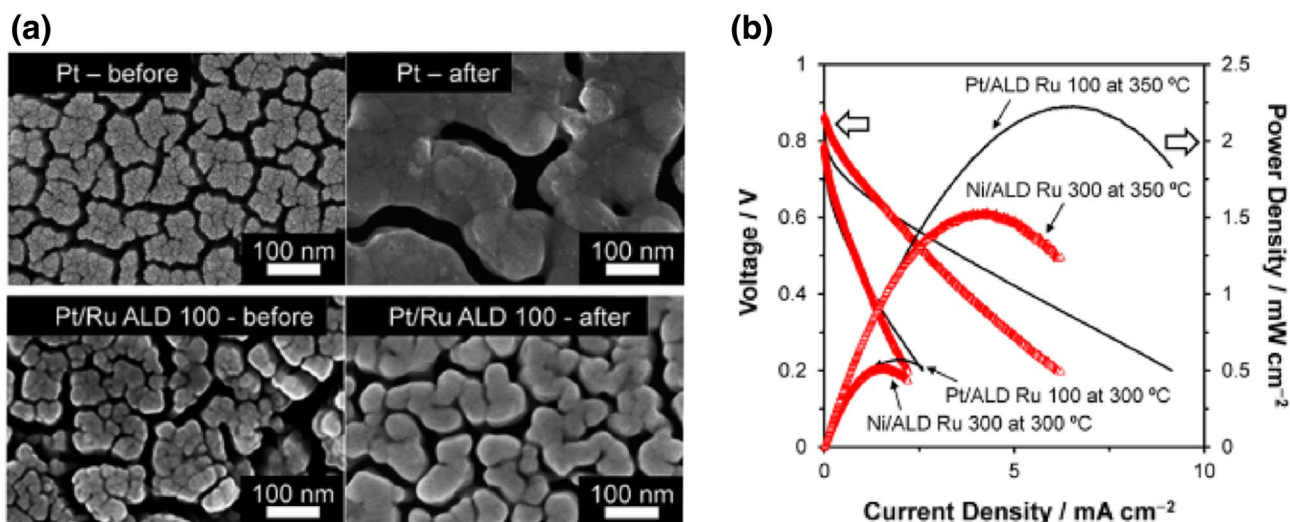 (a)
Pt – before
100 nm
Pt – after
100 nm
Pt/Ru ALD 100 - before
100 nm
Pt/Ru ALD 100 - after
100 nm
(b)
Voltage / V
1
0.8
0.6
0.4
0.2
0
Pt/ALD Ru 100 at 350 ºC
Ni/ALD Ru 300 at 350 ºC
Pt/ALD Ru 100 at 300 ºC
Ni/ALD Ru 300 at 300 ºC
2.5
2
1.5
1
0.5
0
Power Density / mW cm⁻²
0
5
10
Current Density / mA cm⁻²